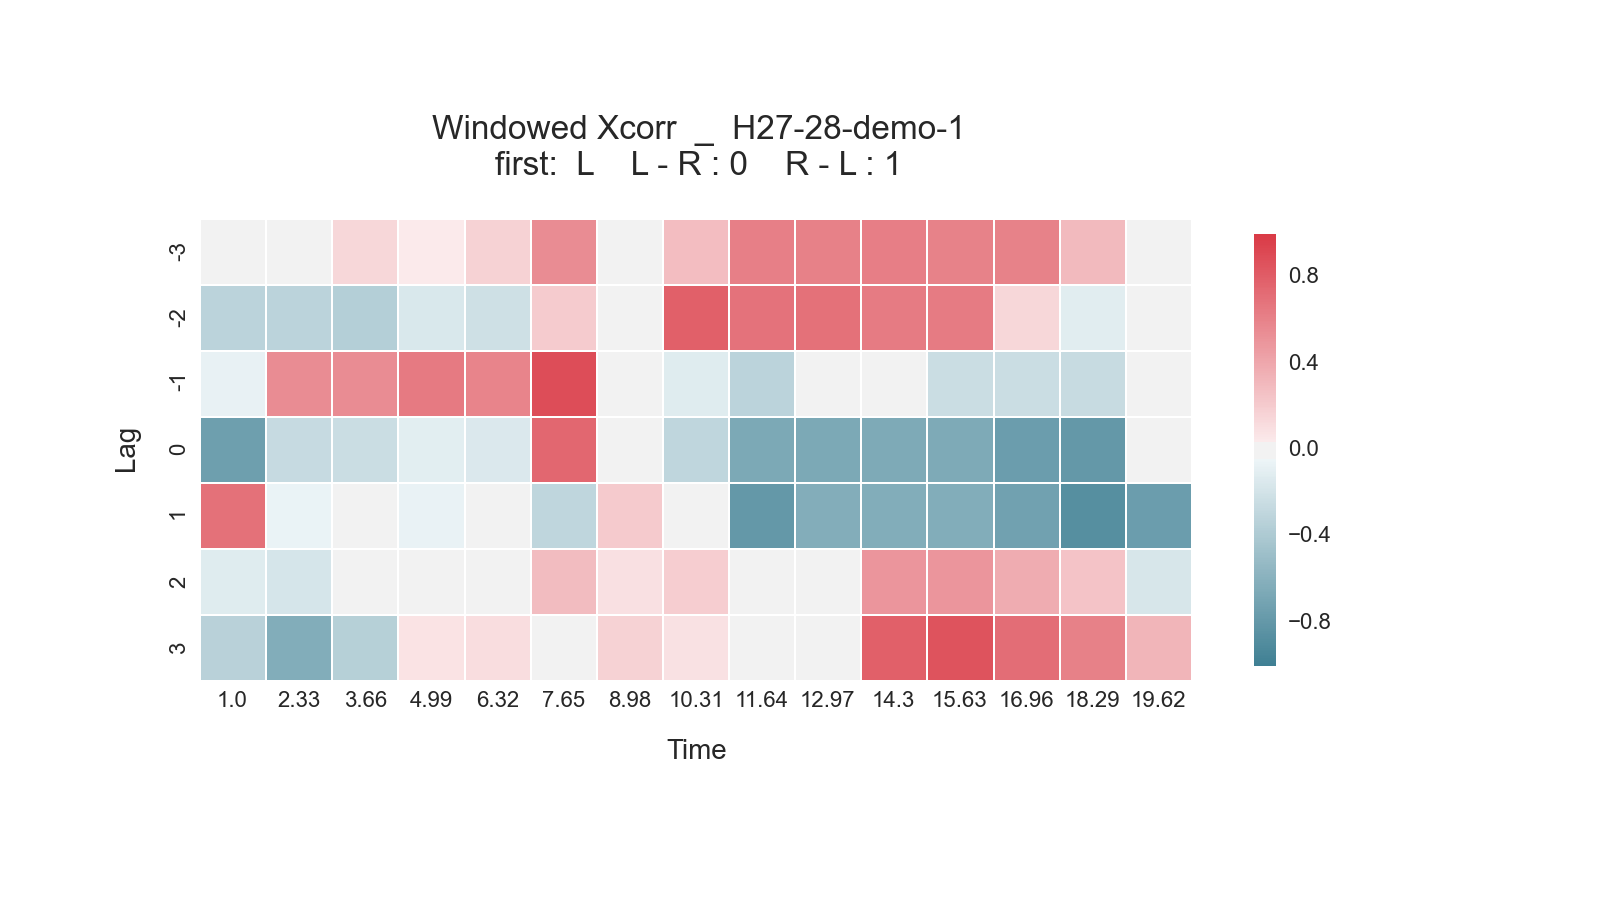 Windowed Xcorr _ H27-28-demo-1
first: L L - R : 0 R - L : 1
Lag
-3
-2
-1
0
1
2
3
1.0 2.33 3.66 4.99 6.32 7.65 8.98 10.31 11.64 12.97 14.3 15.63 16.96 18.29 19.62
Time
0.8
0.4
0.0
−0.4
−0.8